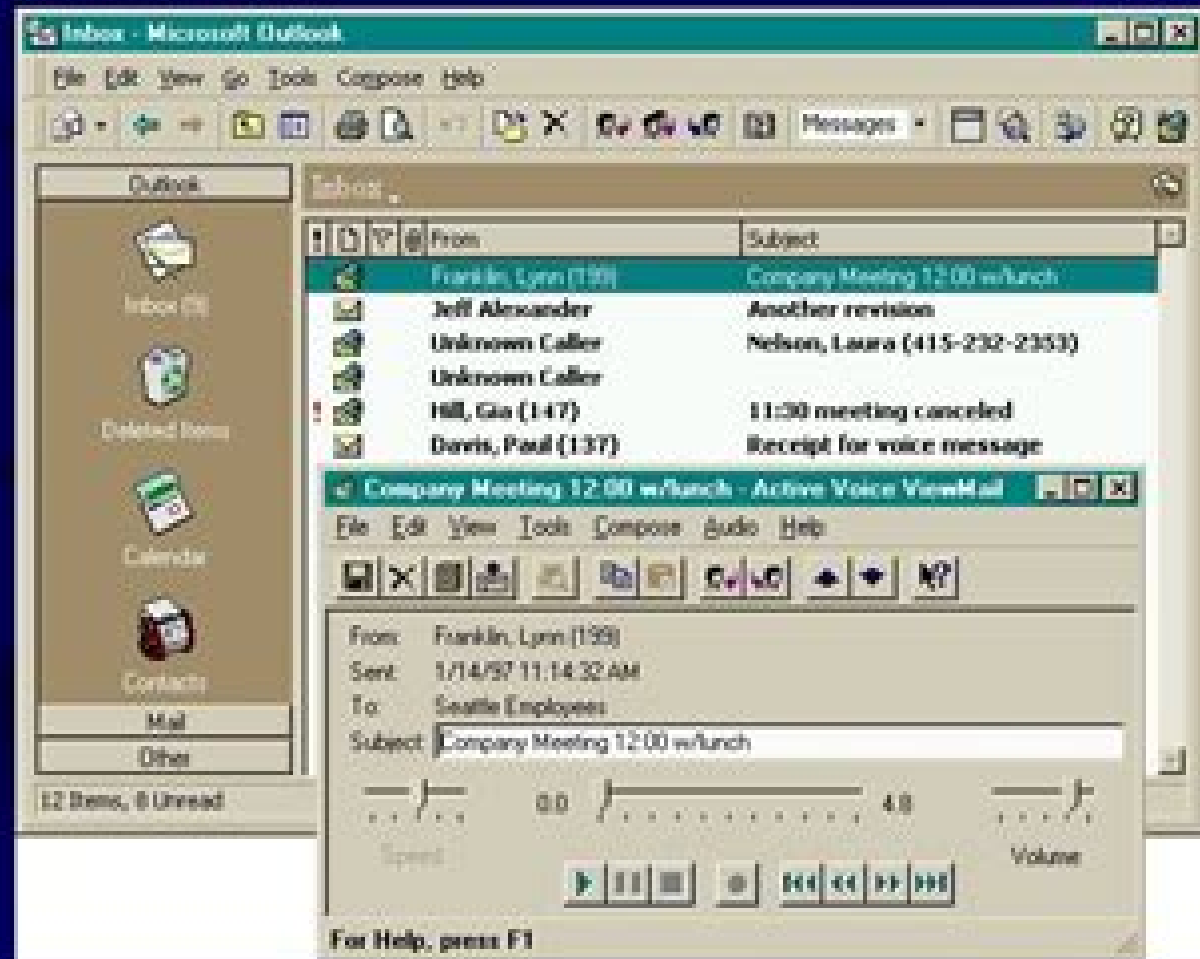 Inbox - Microsoft Outlook
File Edit View Go Tools Compose Help
Messages
Outlook
Inbox
! @ From Subject
Franklin, Lynn (199) Company Meeting 12:00 w/lunch
Inbox (9)
Jeff Alexander Another revision
Unknown Caller Nelson, Laura (415-232-2353)
Unknown Caller
! Hill, Gia (147) 11:30 meeting canceled
Deleted Items
Davis, Paul (137) Receipt for voice message
Calendar
Contacts
Mail
Other
12 Items, 8 Unread
Company Meeting 12:00 w/lunch - Active Voice ViewMail
File Edit View Tools Compose Audio Help
From: Franklin, Lynn (199)
Sent: 1/14/97 11:14:32 AM
To: Seattle Employees
Subject: Company Meeting 12:00 w/lunch
0.0 4.8
Speed Volume
For Help, press F1